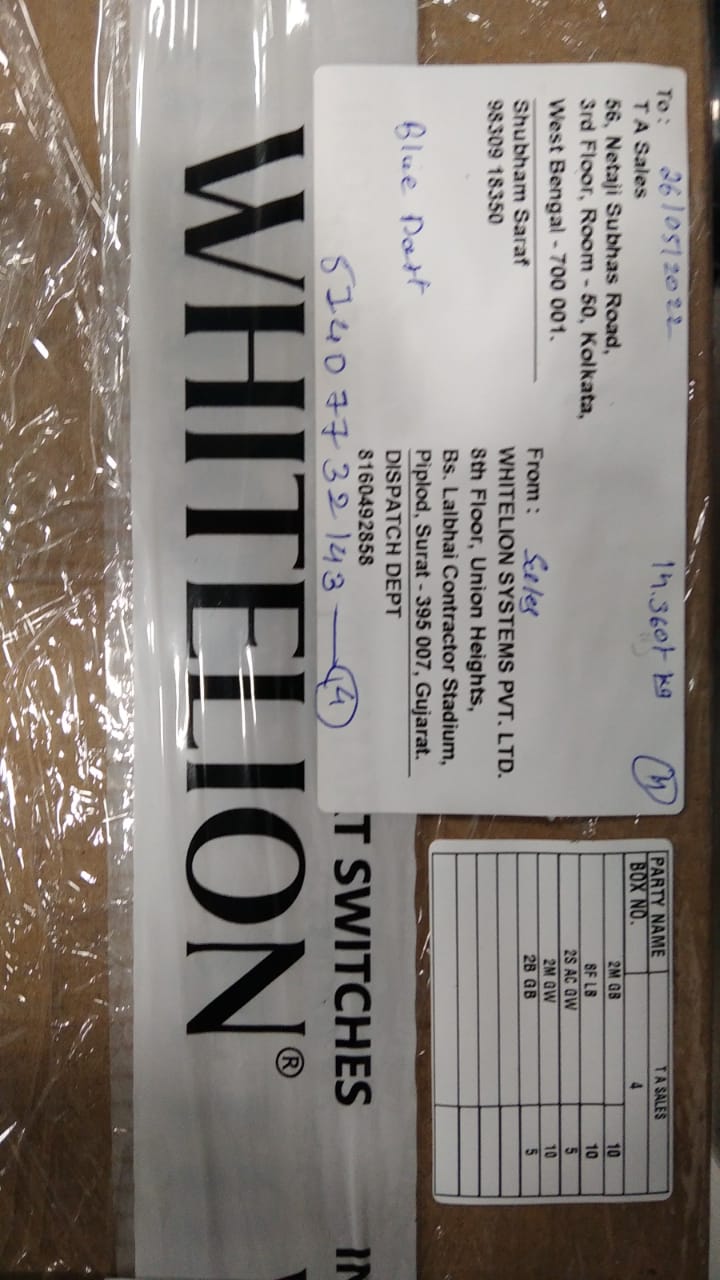 To: 26/05/2022
T A Sales
56, Netaji Subhas Road,
3rd Floor, Room - 50, Kolkata,
West Bengal - 700 001.
Shubham Saraf
98309 18350
Blue Dart
14.360 kg
4
From : Seles
WHITELION SYSTEMS PVT. LTD.
8th Floor, Union Heights,
Bs. Lalbhai Contractor Stadium,
Piplod, Surat - 395 007, Gujarat.
DISPATCH DEPT
8160492858
51407732143 — 14
PARTY NAME T A SALES
BOX NO. 4
2M GB 10
8F LB 10
2S AC GW 5
2M GW 10
2B GB 5
T SWITCHES
IN
WHITELION®